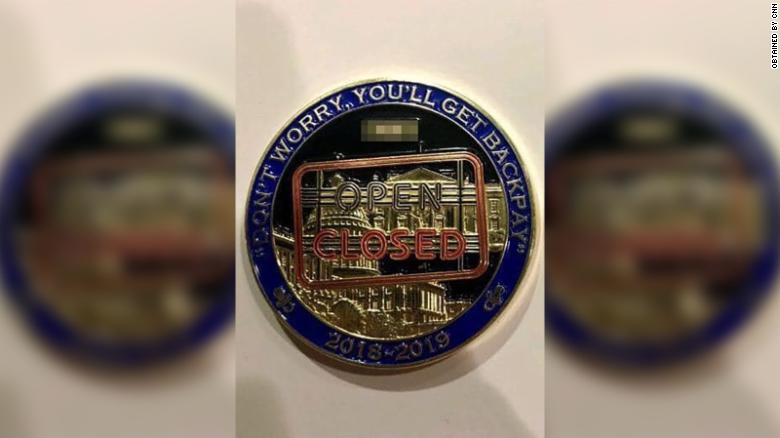 "DON'T WORRY, YOU'LL GET BACKPAY"
OPEN
CLOSED
2018-2019
OBTAINED BY CNN